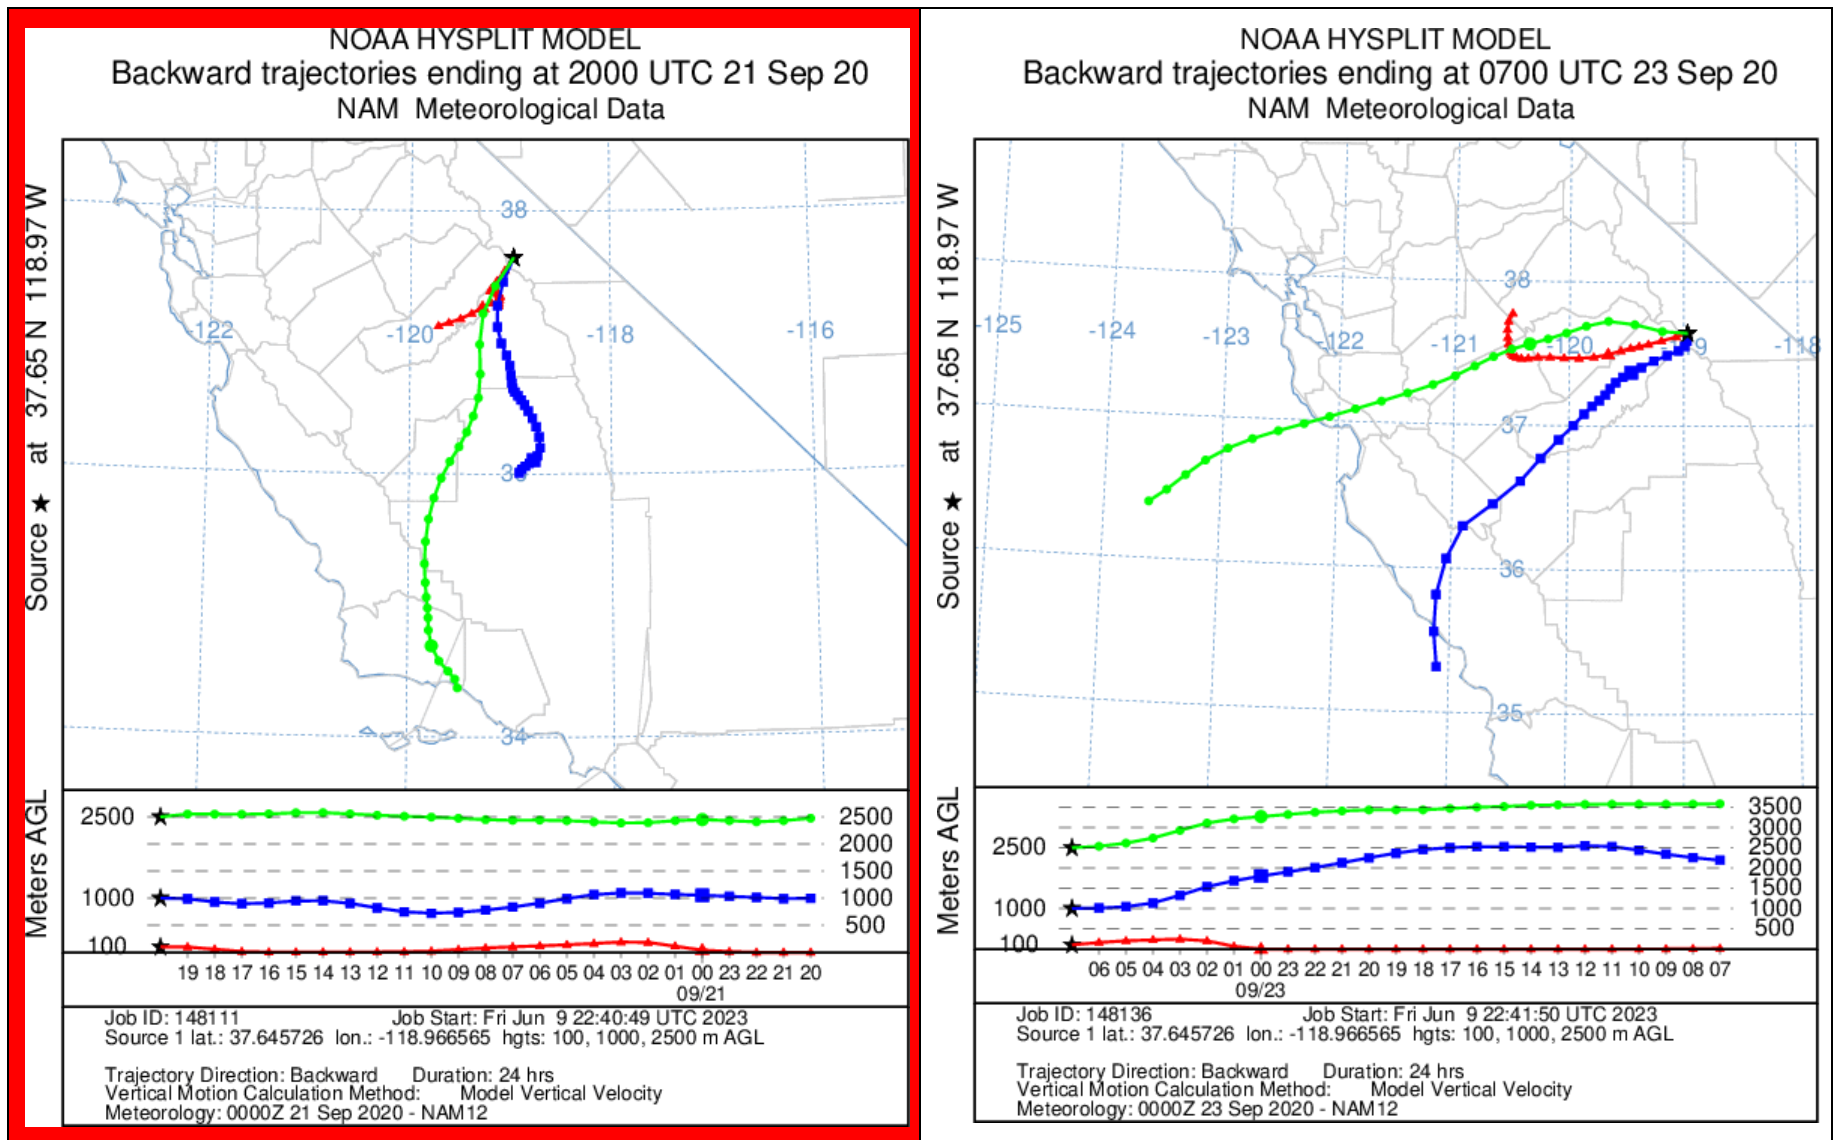 NOAA HYSPLIT MODEL
Backward trajectories ending at 2000 UTC 21 Sep 20
NAM  Meteorological Data
Source ★ at 37.65 N 118.97 W
38
-122
-120
-118
-116
34
Meters AGL
2500
1000
100
2500
2000
1500
1000
500
19 18 17 16 15 14 13 12 11 10 09 08 07 06 05 04 03 02 01 00 23 22 21 20
09/21
Job ID: 148111 Job Start: Fri Jun 9 22:40:49 UTC 2023
Source 1 lat.: 37.645726 lon.: -118.966565 hgts: 100, 1000, 2500 m AGL
Trajectory Direction: Backward Duration: 24 hrs
Vertical Motion Calculation Method: Model Vertical Velocity
Meteorology: 0000Z 21 Sep 2020 - NAM12
NOAA HYSPLIT MODEL
Backward trajectories ending at 0700 UTC 23 Sep 20
NAM  Meteorological Data
Source ★ at 37.65 N 118.97 W
38
-125
-124
-123
-122
-121
-120
-118
37
36
35
Meters AGL
2500
1000
100
3500
3000
2500
2000
1500
1000
500
06 05 04 03 02 01 00 23 22 21 20 19 18 17 16 15 14 13 12 11 10 09 08 07
09/23
Job ID: 148136 Job Start: Fri Jun 9 22:41:50 UTC 2023
Source 1 lat.: 37.645726 lon.: -118.966565 hgts: 100, 1000, 2500 m AGL
Trajectory Direction: Backward Duration: 24 hrs
Vertical Motion Calculation Method: Model Vertical Velocity
Meteorology: 0000Z 23 Sep 2020 - NAM12